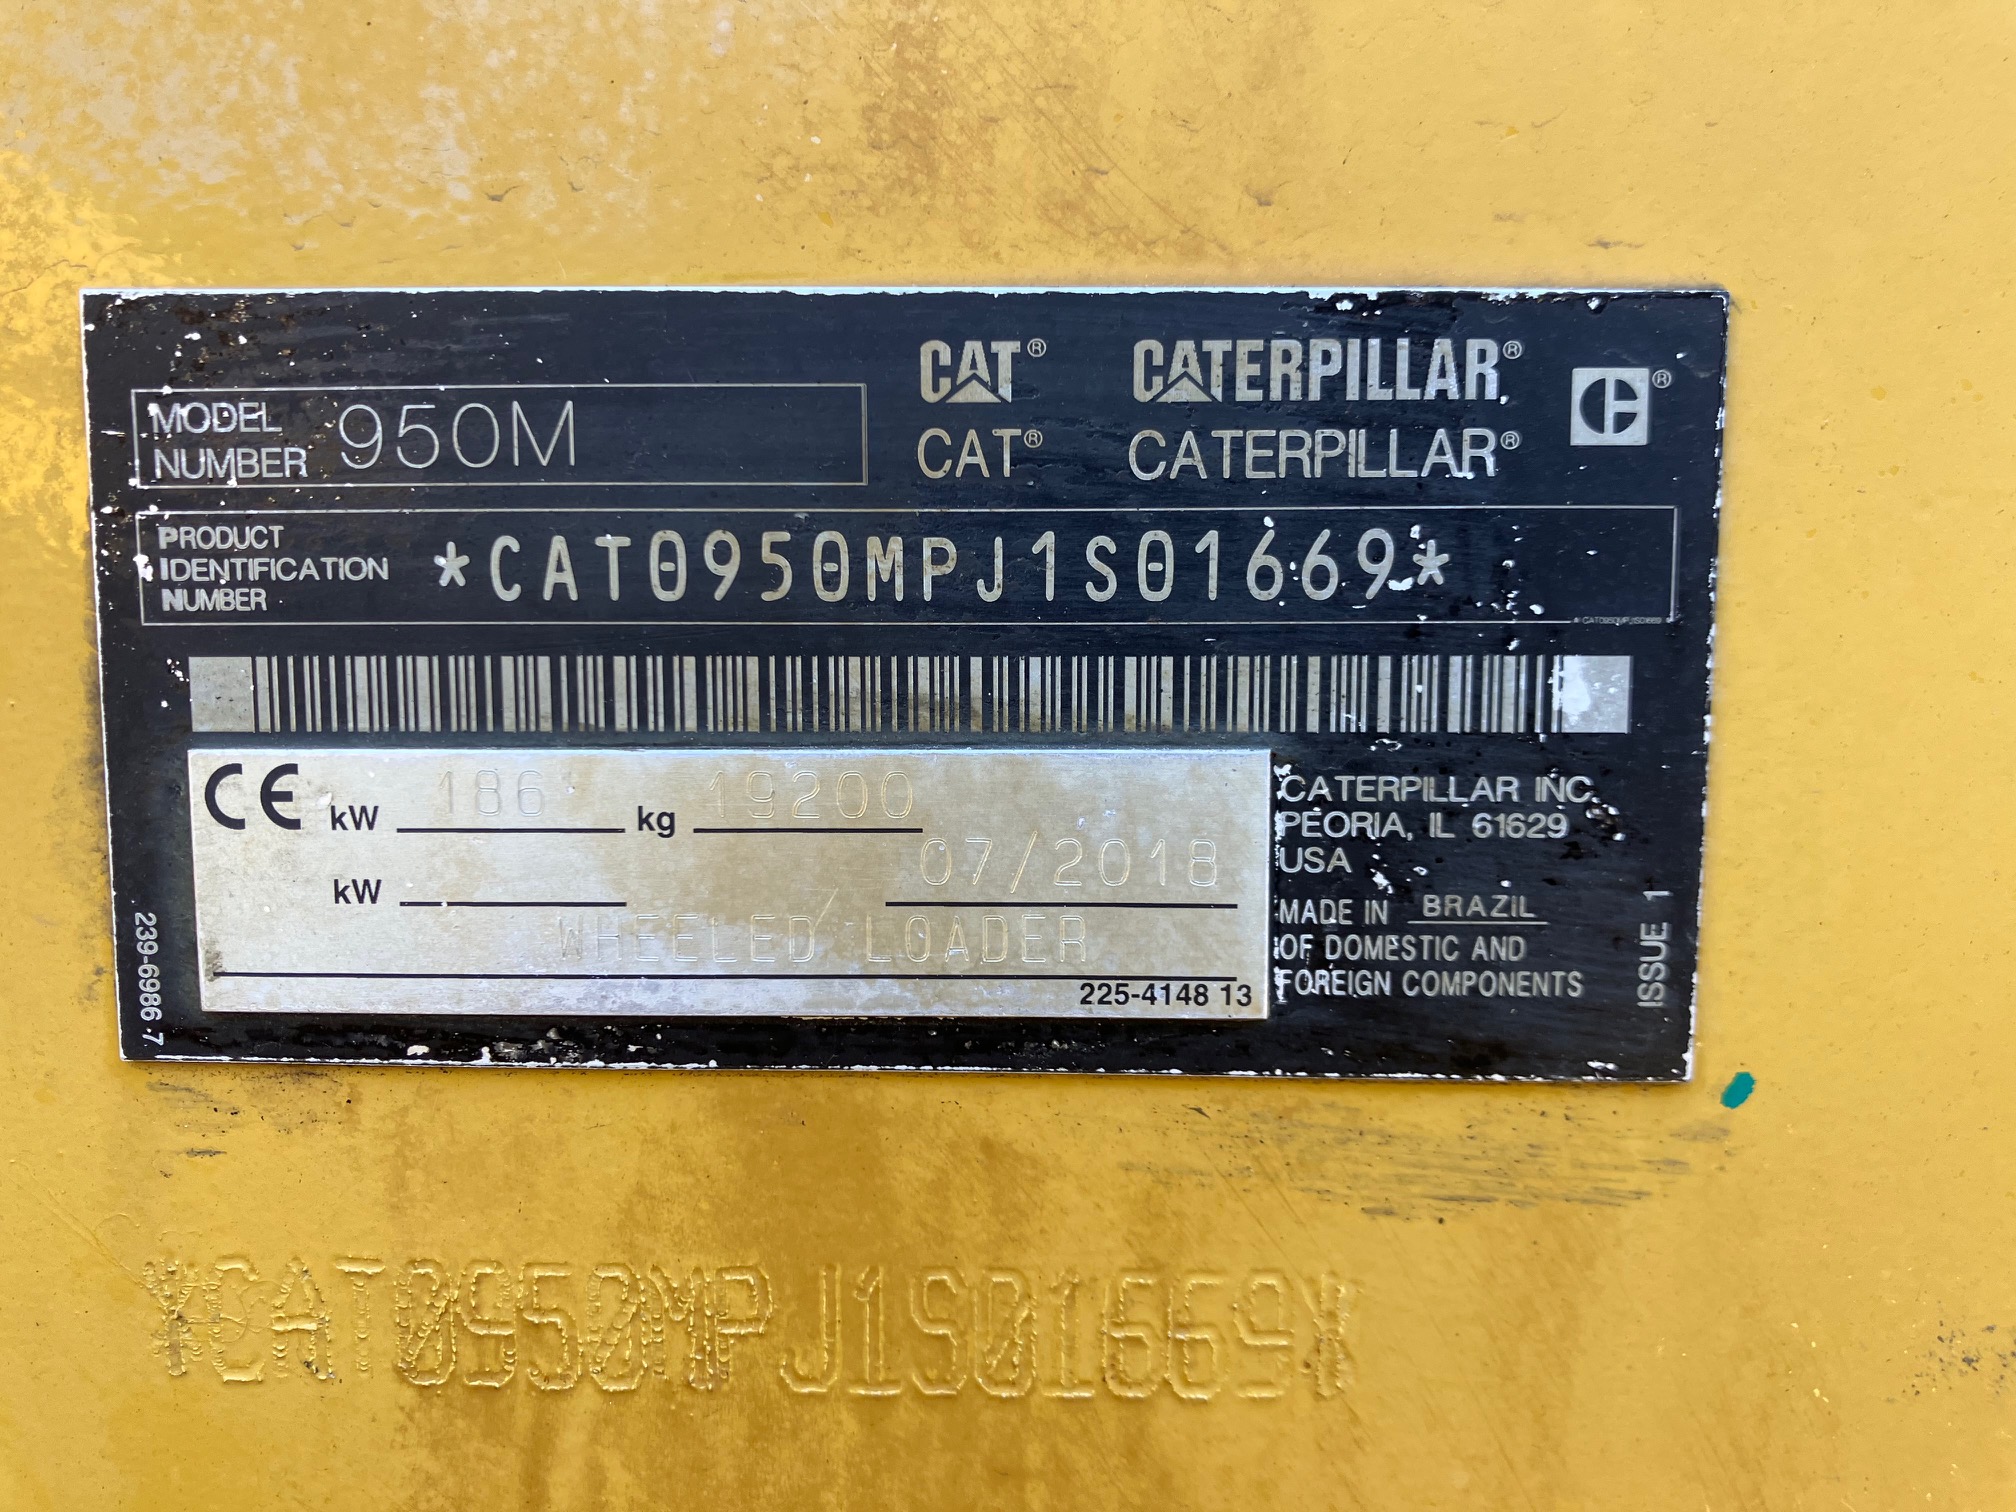 CAT® CATERPILLAR®
MODEL NUMBER 950M
CAT® CATERPILLAR®
PRODUCT IDENTIFICATION NUMBER *CAT0950MPJ1S01669*
* CAT0950MPJ1S01669 *
CE kW 186 kg 19200
kW 07/2018
WHEELED LOADER
225-4148 13
CATERPILLAR INC.
PEORIA, IL 61629
USA
MADE IN BRAZIL
OF DOMESTIC AND
FOREIGN COMPONENTS
239-6986 7
ISSUE 1
*CAT0950MPJ1S01669*